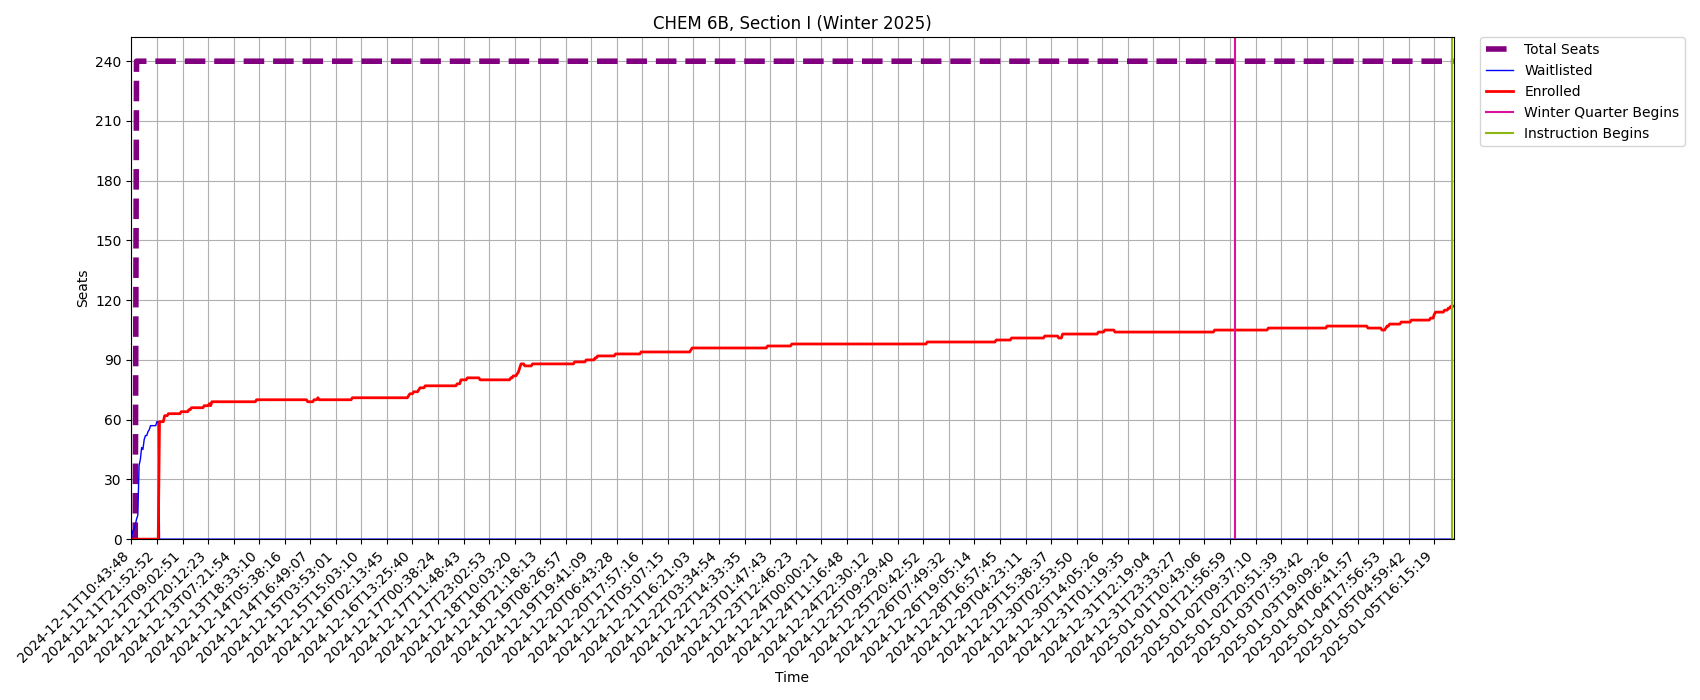 CHEM 6B, Section I (Winter 2025)
Total Seats
Waitlisted
Enrolled
Winter Quarter Begins
Instruction Begins
Seats
240
210
180
150
120
90
60
30
0
2024-12-11T10:43:48
2024-12-11T21:52:52
2024-12-12T09:02:51
2024-12-12T20:12:23
2024-12-13T07:21:54
2024-12-13T18:33:10
2024-12-14T05:38:16
2024-12-14T16:49:07
2024-12-15T03:53:01
2024-12-15T15:03:10
2024-12-16T02:13:45
2024-12-16T13:25:40
2024-12-17T00:38:24
2024-12-17T11:48:43
2024-12-17T23:02:53
2024-12-18T10:03:20
2024-12-18T21:18:13
2024-12-19T08:26:57
2024-12-19T19:41:09
2024-12-20T06:43:28
2024-12-20T17:57:16
2024-12-21T05:07:15
2024-12-21T16:21:03
2024-12-22T03:34:54
2024-12-22T14:33:35
2024-12-23T01:47:43
2024-12-23T12:46:23
2024-12-24T00:00:21
2024-12-24T11:16:48
2024-12-24T22:30:12
2024-12-25T09:29:40
2024-12-25T20:42:52
2024-12-26T07:49:32
2024-12-26T19:05:14
2024-12-28T16:57:45
2024-12-29T04:23:11
2024-12-29T15:38:37
2024-12-30T02:53:50
2024-12-30T14:05:26
2024-12-31T01:19:35
2024-12-31T12:19:04
2024-12-31T23:33:27
2025-01-01T10:43:06
2025-01-01T21:56:59
2025-01-02T09:37:10
2025-01-02T20:51:39
2025-01-03T07:53:42
2025-01-03T19:09:26
2025-01-04T06:41:57
2025-01-04T17:56:53
2025-01-05T04:59:42
2025-01-05T16:15:19
Time